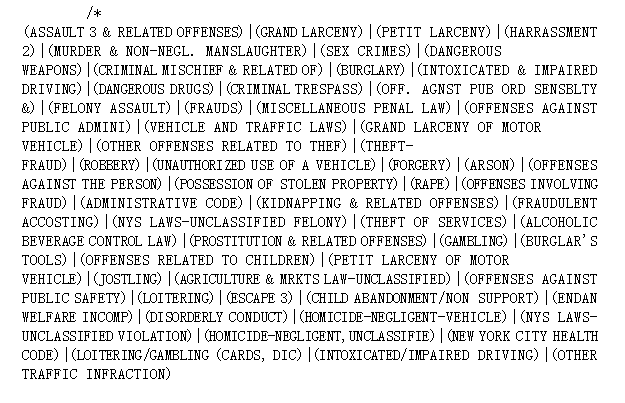 /*
(ASSAULT 3 & RELATED OFFENSES)|(GRAND LARCENY)|(PETIT LARCENY)|(HARRASSMENT
2)|(MURDER & NON-NEGL. MANSLAUGHTER)|(SEX CRIMES)|(DANGEROUS
WEAPONS)|(CRIMINAL MISCHIEF & RELATED OF)|(BURGLARY)|(INTOXICATED & IMPAIRED
DRIVING)|(DANGEROUS DRUGS)|(CRIMINAL TRESPASS)|(OFF. AGNST PUB ORD SENSBLTY
&)|(FELONY ASSAULT)|(FRAUDS)|(MISCELLANEOUS PENAL LAW)|(OFFENSES AGAINST
PUBLIC ADMINI)|(VEHICLE AND TRAFFIC LAWS)|(GRAND LARCENY OF MOTOR
VEHICLE)|(OTHER OFFENSES RELATED TO THEF)|(THEFT-
FRAUD)|(ROBBERY)|(UNAUTHORIZED USE OF A VEHICLE)|(FORGERY)|(ARSON)|(OFFENSES
AGAINST THE PERSON)|(POSSESSION OF STOLEN PROPERTY)|(RAPE)|(OFFENSES INVOLVING
FRAUD)|(ADMINISTRATIVE CODE)|(KIDNAPPING & RELATED OFFENSES)|(FRAUDULENT
ACCOSTING)|(NYS LAWS-UNCLASSIFIED FELONY)|(THEFT OF SERVICES)|(ALCOHOLIC
BEVERAGE CONTROL LAW)|(PROSTITUTION & RELATED OFFENSES)|(GAMBLING)|(BURGLAR'S
TOOLS)|(OFFENSES RELATED TO CHILDREN)|(PETIT LARCENY OF MOTOR
VEHICLE)|(JOSTLING)|(AGRICULTURE & MRKTS LAW-UNCLASSIFIED)|(OFFENSES AGAINST
PUBLIC SAFETY)|(LOITERING)|(ESCAPE 3)|(CHILD ABANDONMENT/NON SUPPORT)|(ENDAN
WELFARE INCOMP)|(DISORDERLY CONDUCT)|(HOMICIDE-NEGLIGENT-VEHICLE)|(NYS LAWS-
UNCLASSIFIED VIOLATION)|(HOMICIDE-NEGLIGENT,UNCLASSIFIE)|(NEW YORK CITY HEALTH
CODE)|(LOITERING/GAMBLING (CARDS, DIC)|(INTOXICATED/IMPAIRED DRIVING)|(OTHER
TRAFFIC INFRACTION)